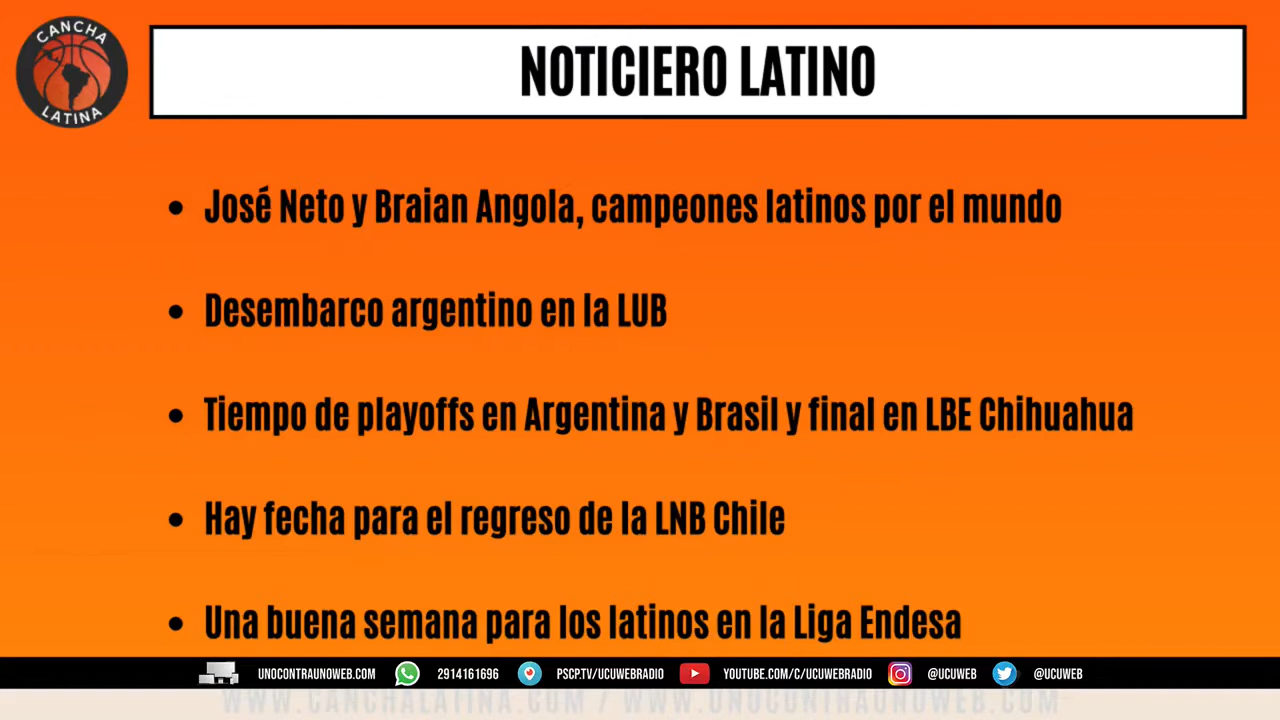 CANCHA
LATINA
NOTICIERO LATINO
• José Neto y Braian Angola, campeones latinos por el mundo
• Desembarco argentino en la LUB
• Tiempo de playoffs en Argentina y Brasil y final en LBE Chihuahua
• Hay fecha para el regreso de la LNB Chile
• Una buena semana para los latinos en la Liga Endesa
UNOCONTRAUNOWEB.COM 2914161696 PSCP.TV/UCUWEBRADIO YOUTUBE.COM/C/UCUWEBRADIO @UCUWEB @UCUWEB
WWW.CANCHALATINA.COM / WWW.UNOCONTRAUNOWEB.COM